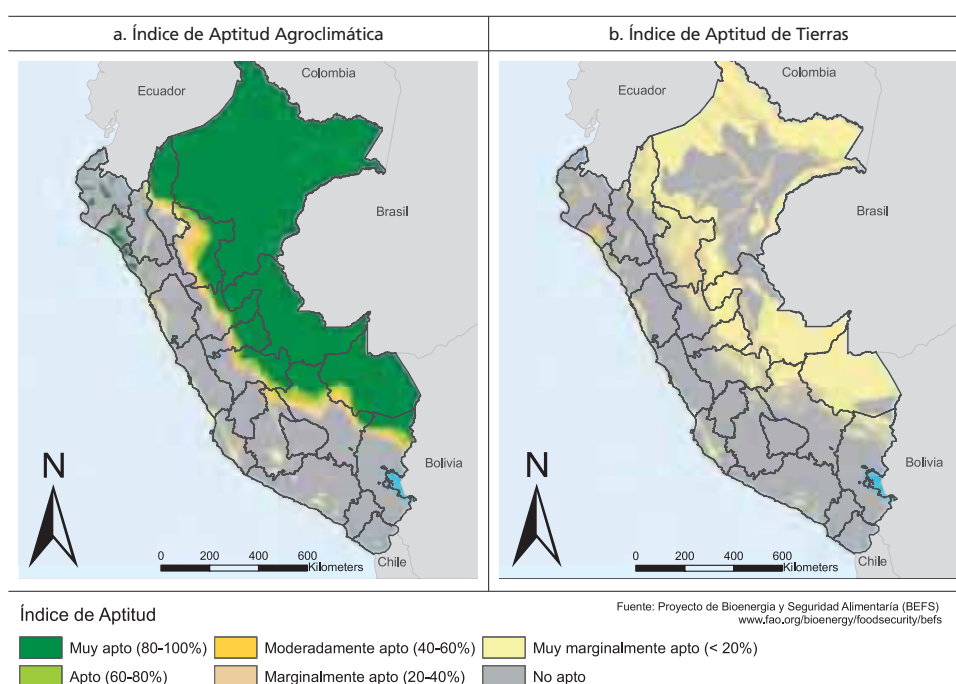 a. Índice de Aptitud Agroclimática
b. Índice de Aptitud de Tierras
Colombia
Ecuador
Brasil
Bolivia
Chile
N
0 200 400 600
Kilometers
Colombia
Ecuador
Brasil
Bolivia
Chile
N
0 200 400 600
Kilometers
Índice de Aptitud
Fuente: Proyecto de Bioenergia y Seguridad Alimentaría (BEFS)
www.fao.org/bioenergy/foodsecurity/befs
Muy apto (80-100%)
Moderadamente apto (40-60%)
Muy marginalmente apto (< 20%)
Apto (60-80%)
Marginalmente apto (20-40%)
No apto